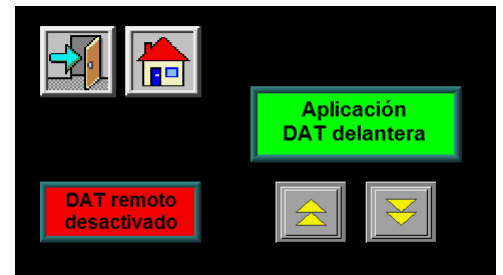 Aplicación
DAT delantera
DAT remoto
desactivado